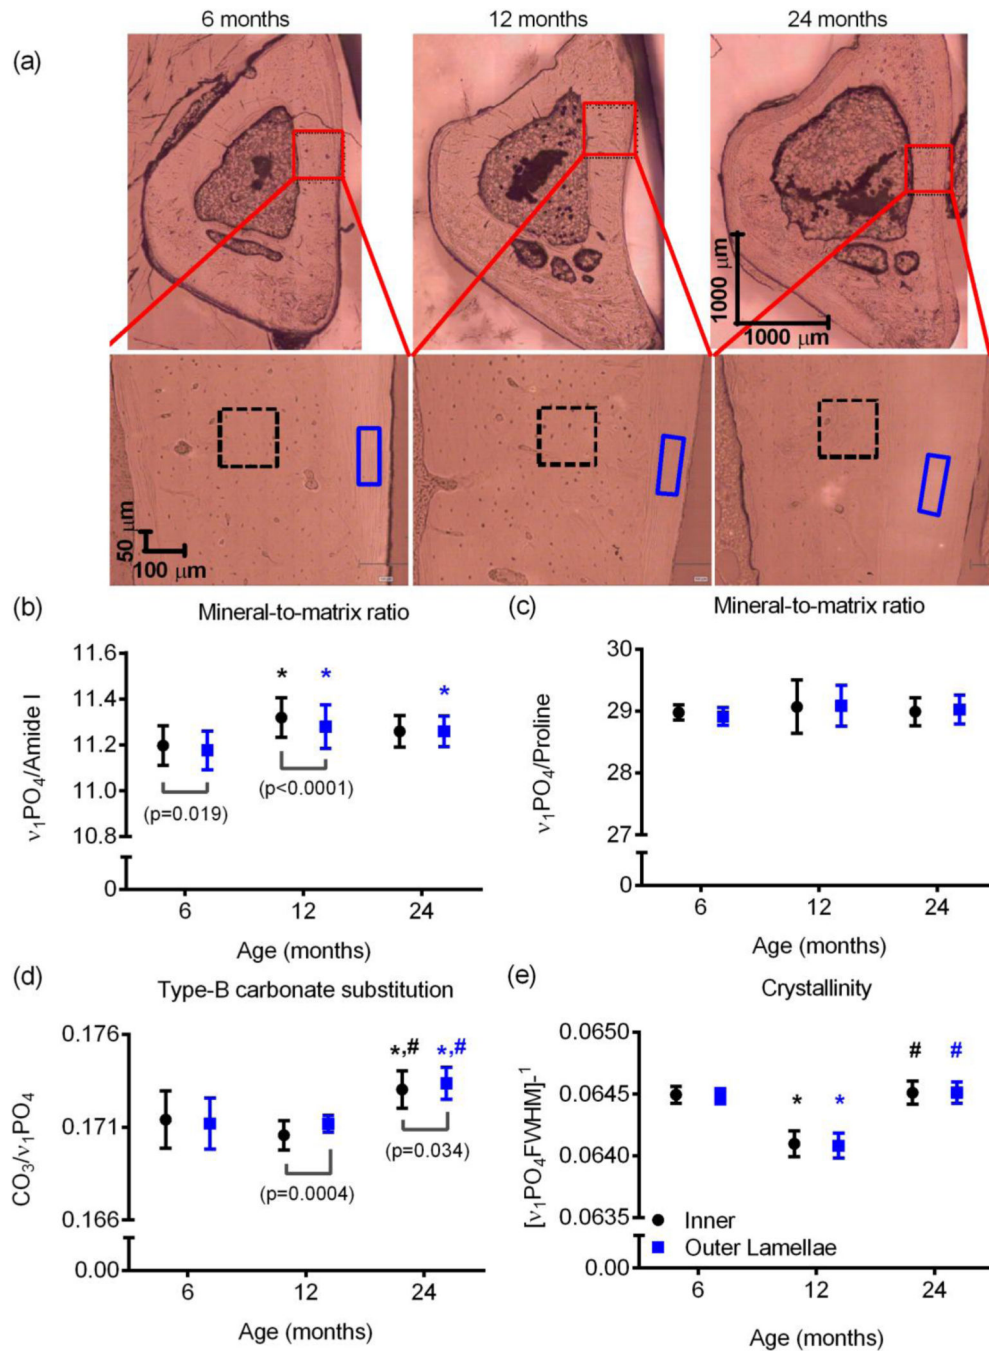 6 months
12 months
24 months
(a)
1000 μm
1000 μm
50 μm
100 μm
(b)
Mineral-to-matrix ratio
ν₁PO₄/Amide I
11.6
11.4
11.2
11.0
10.8
0
*
*
*
(p=0.019)
(p<0.0001)
6
12
24
Age (months)
(c)
Mineral-to-matrix ratio
ν₁PO₄/Proline
30
29
28
27
0
6
12
24
Age (months)
(d)
Type-B carbonate substitution
CO₃/ν₁PO₄
0.176
0.171
0.166
0.00
*,#
*,#
(p=0.0004)
(p=0.034)
6
12
24
Age (months)
(e)
Crystallinity
[ν₁PO₄FWHM]-¹
0.0650
0.0645
0.0640
0.0635
0.00
*
*
#
#
Inner
Outer Lamellae
6
12
24
Age (months)